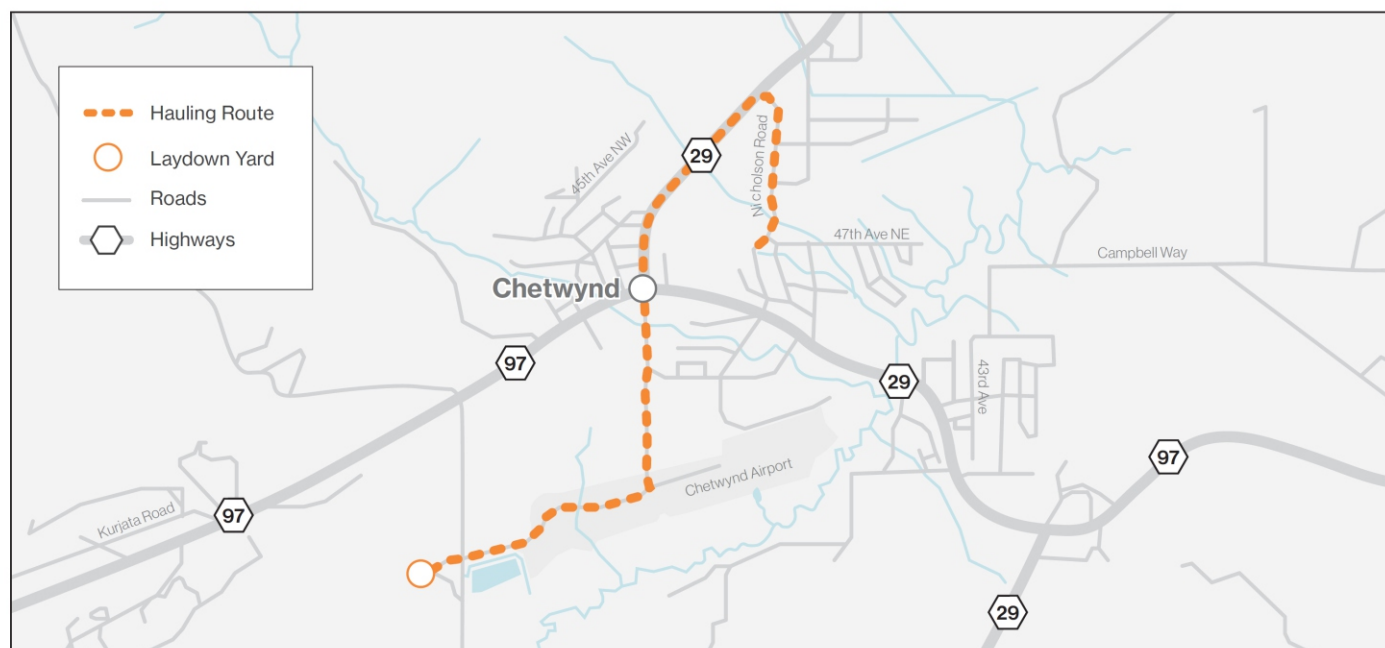 Hauling Route
Laydown Yard
Roads
Highways
29
Nicholson Road
45th Ave NW
47th Ave NE
Campbell Way
Chetwynd
97
29
43rd Ave
97
Chetwynd Airport
97
Kurjata Road
29